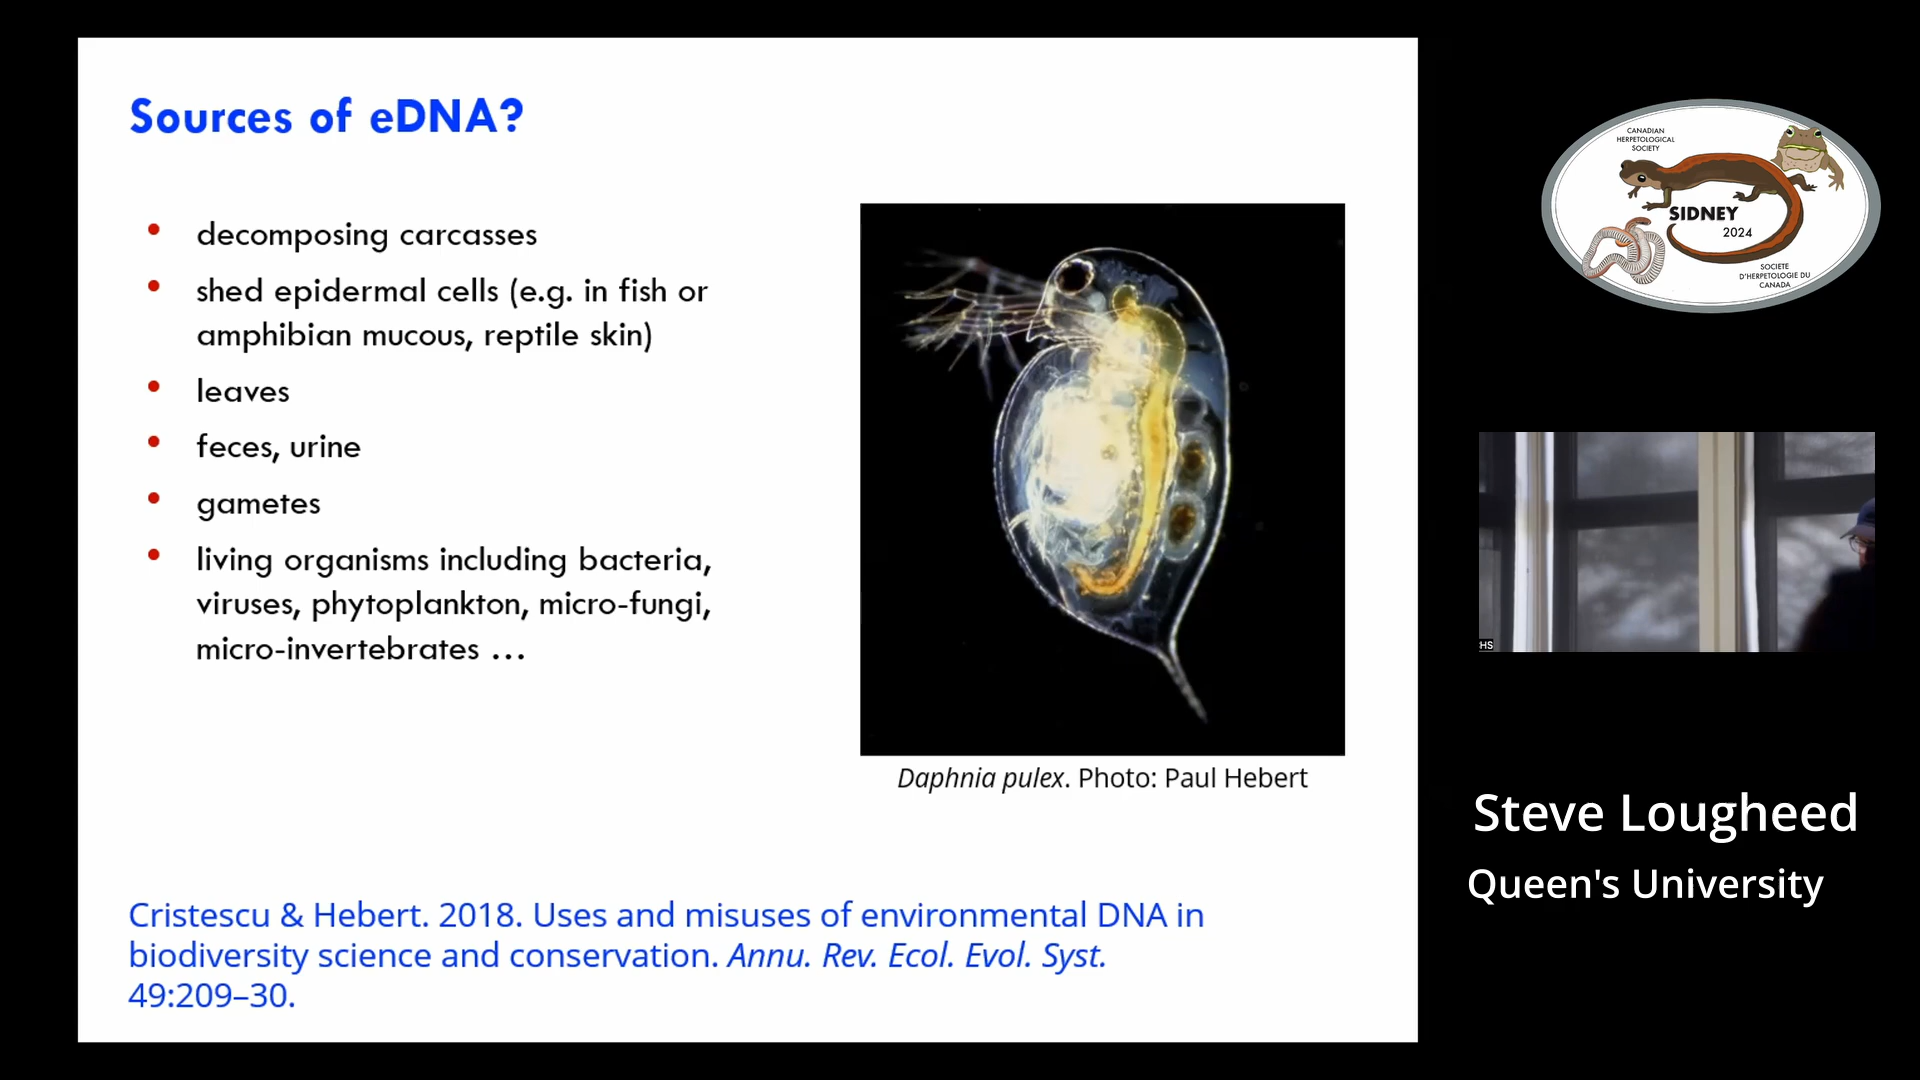 Sources of eDNA?
• decomposing carcasses
• shed epidermal cells (e.g. in fish or
amphibian mucous, reptile skin)
• leaves
• feces, urine
• gametes
• living organisms including bacteria,
viruses, phytoplankton, micro-fungi,
micro-invertebrates …
Daphnia pulex. Photo: Paul Hebert
Cristescu & Hebert. 2018. Uses and misuses of environmental DNA in
biodiversity science and conservation. Annu. Rev. Ecol. Evol. Syst.
49:209–30.
CANADIAN
HERPETOLOGICAL
SOCIETY
SIDNEY
2024
SOCIETE
D'HERPETOLOGIE DU
CANADA
HS
Steve Lougheed
Queen's University